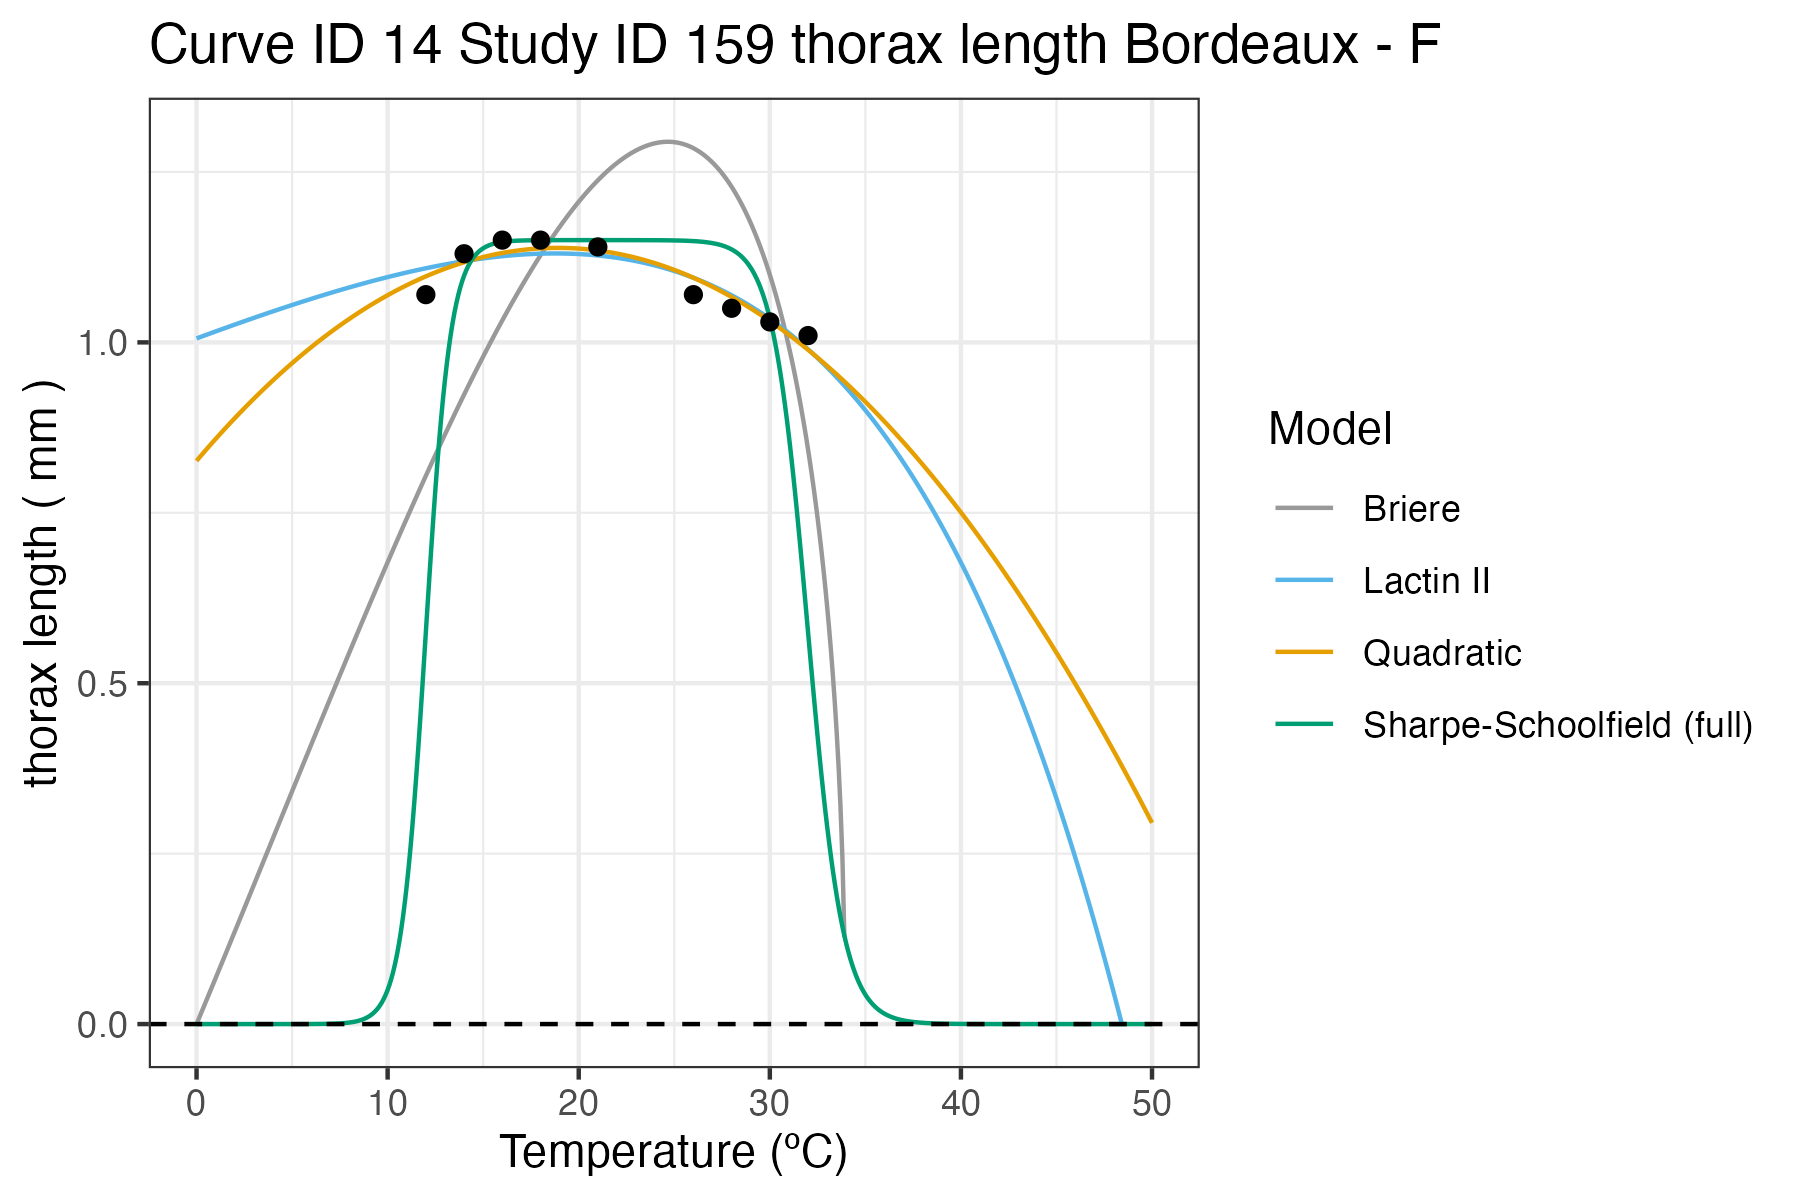 Curve ID 14 Study ID 159 thorax length Bordeaux - F
thorax length ( mm )
1.0
0.5
0.0
0 10 20 30 40 50
Temperature (ºC)
Model
Briere
Lactin II
Quadratic
Sharpe-Schoolfield (full)